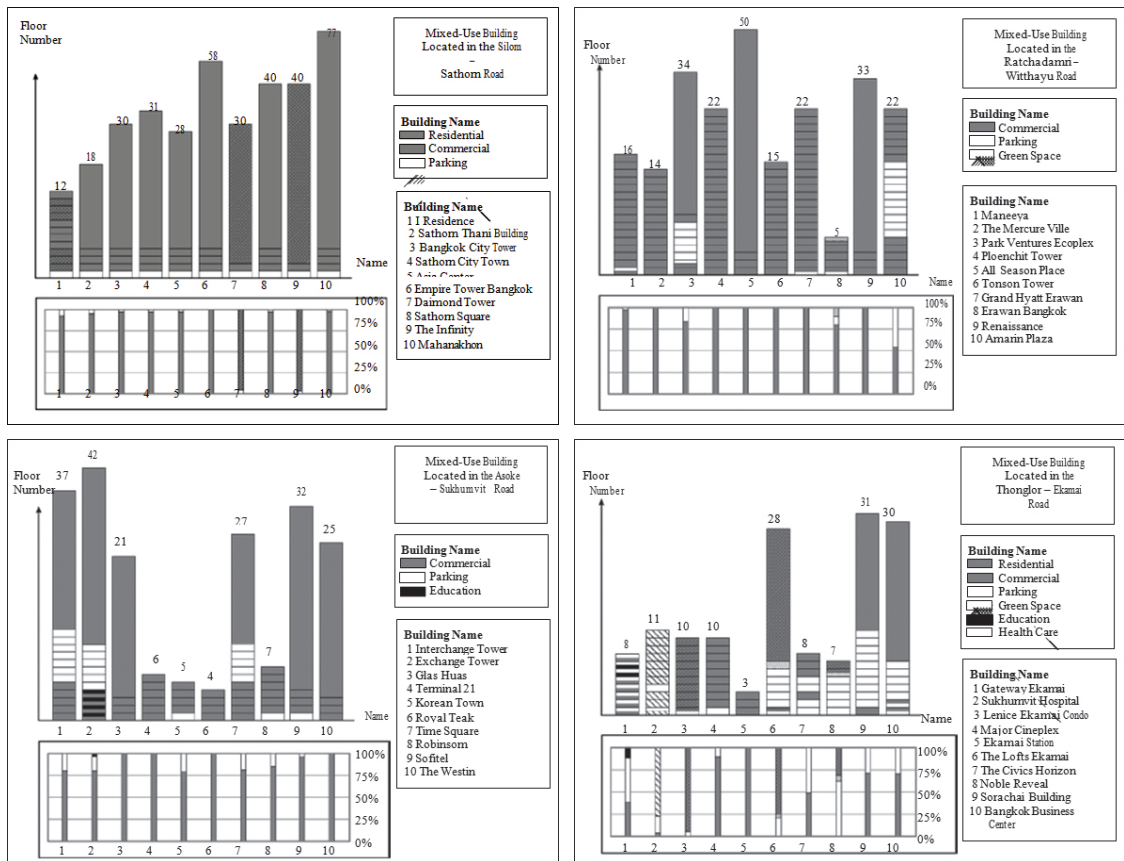 Floor
Number
12
18
30
31
28
58
30
40
40
77
Name
1 2 3 4 5 6 7 8 9 10
100%
75%
50%
25%
0%
1 2 3 4 5 6 7 8 9 10
Mixed-Use Building
Located in the Silom
–
Sathorn Road
Building Name
Residential
Commercial
Parking
Building Name
1 I Residence
2 Sathorn Thani Building
3 Bangkok City Tower
4 Sathorn City Town
5 Asia Center
6 Empire Tower Bangkok
7 Daimond Tower
8 Sathorn Square
9 The Infinity
10 Mahanakhon
Floor
Number
16
14
34
22
50
15
22
5
33
22
Name
1 2 3 4 5 6 7 8 9 10
100%
75%
50%
25%
0%
Mixed-Use Building
Located in the
Ratchadamri–
Witthayu Road
Building Name
Commercial
Parking
Green Space
Building Name
1 Maneeya
2 The Mercure Ville
3 Park Ventures Ecoplex
4 Ploenchit Tower
5 All Season Place
6 Tonson Tower
7 Grand Hyatt Erawan
8 Erawan Bangkok
9 Renaissance
10 Amarin Plaza
Floor
Number
37
42
21
6
5
4
27
7
32
25
Name
1 2 3 4 5 6 7 8 9 10
100%
75%
50%
25%
0%
1 2 3 4 5 6 7 8 9 10
Mixed-Use Building
Located in the Asoke
– Sukhumvit Road
Building Name
Commercial
Parking
Education
Building Name
1 Interchange Tower
2 Exchange Tower
3 Glas Huas
4 Terminal 21
5 Korean Town
6 Roval Teak
7 Time Square
8 Robinsom
9 Sofitel
10 The Westin
Floor
Number
8
11
10
10
3
28
8
7
31
30
1 2 3 4 5 6 7 8 9 10
100%
75%
50%
25%
0%
1 2 3 4 5 6 7 8 9 10
Mixed-Use Building
Located in the
Thonglor – Ekamai
Road
Building Name
Residential
Commercial
Parking
Green Space
Education
Health Care
Building Name
1 Gateway Ekamai
2 Sukhumvit Hospital
3 Lenice Ekamai Condo
4 Major Cineplex
5 Ekamai Station
6 The Lofts Ekamai
7 The Civics Horizon
8 Noble Reveal
9 Sorachai Building
10 Bangkok Business
Center